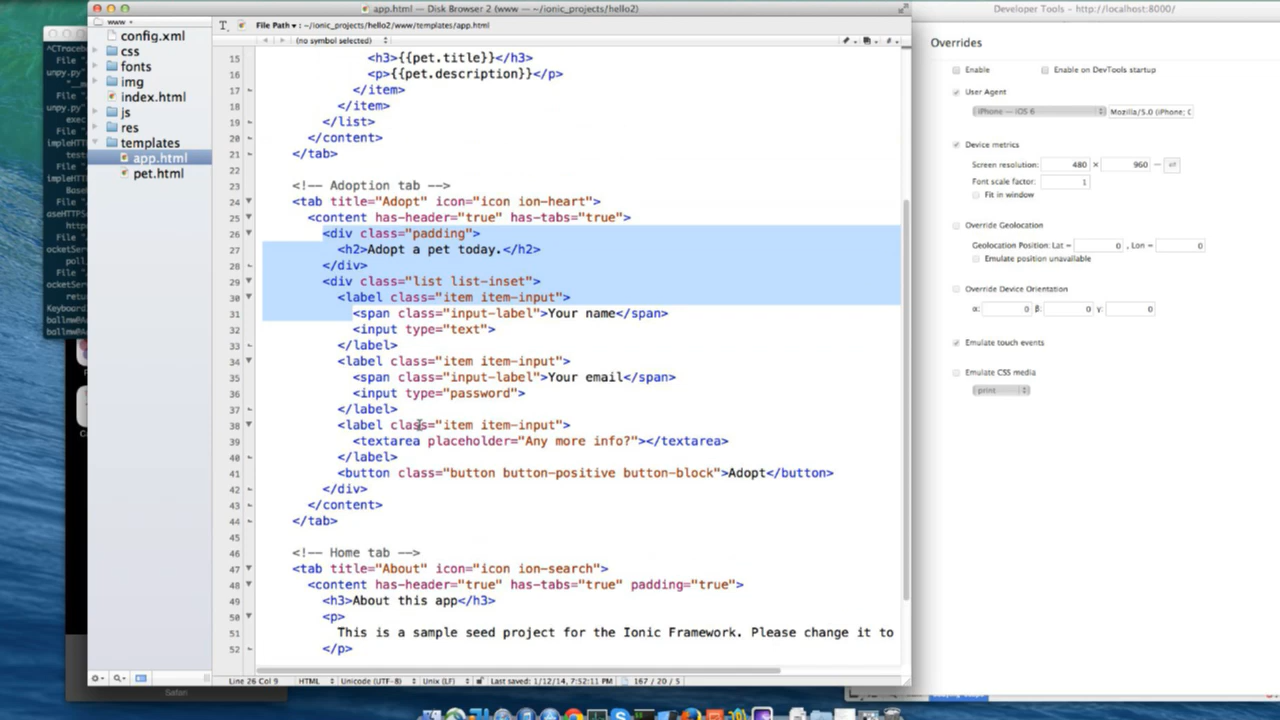 app.html — Disk Browser 2 (www — ~/ionic_projects/hello2)
Developer Tools - http://localhost:8000/
www
File Path ▾ : ~/ionic_projects/hello2/www/templates/app.html
(no symbol selected)
config.xml
css
fonts
img
index.html
js
res
templates
app.html
pet.html
15 <h3>{{pet.title}}</h3>
16 <p>{{pet.description}}</p>
17 </item>
18 </item>
19 </list>
20 </content>
21 </tab>
22
23 <!-- Adoption tab -->
24 <tab title="Adopt" icon="icon ion-heart">
25 <content has-header="true" has-tabs="true">
26 <div class="padding">
27 <h2>Adopt a pet today.</h2>
28 </div>
29 <div class="list list-inset">
30 <label class="item item-input">
31 <span class="input-label">Your name</span>
32 <input type="text">
33 </label>
34 <label class="item item-input">
35 <span class="input-label">Your email</span>
36 <input type="password">
37 </label>
38 <label class="item item-input">
39 <textarea placeholder="Any more info?"></textarea>
40 </label>
41 <button class="button button-positive button-block">Adopt</button>
42 </div>
43 </content>
44 </tab>
45
46 <!-- Home tab -->
47 <tab title="About" icon="icon ion-search">
48 <content has-header="true" has-tabs="true" padding="true">
49 <h3>About this app</h3>
50 <p>
51 This is a sample seed project for the Ionic Framework. Please change it to
52 </p>
Line 26 Col 9
HTML
Unicode (UTF-8)
Unix (LF)
Last saved: 1/12/14, 7:52:11 PM
167 / 20 / 5
Overrides
Enable
Enable on DevTools startup
User Agent
iPhone — iOS 6
Mozilla/5.0 (iPhone; C
Device metrics
Screen resolution: 480 × 960
Font scale factor: 1
Fit in window
Override Geolocation
Geolocation Position: Lat = 0 , Lon = 0
Emulate position unavailable
Override Device Orientation
α: 0 β: 0 γ: 0
Emulate touch events
Emulate CSS media
print
Safari